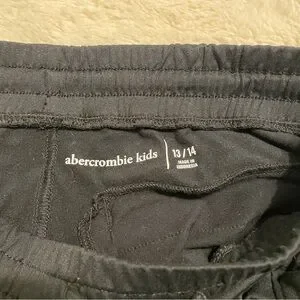 abercrombie kids
13 / 14
MADE IN
INDONESIA